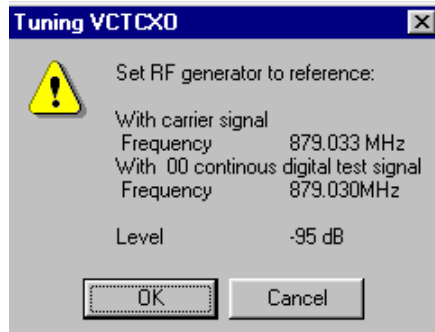 Tuning VCTCXO
Set RF generator to reference:
With carrier signal
Frequency 879.033 MHz
With 00 continous digital test signal
Frequency 879.030MHz
Level -95 dB
OK Cancel